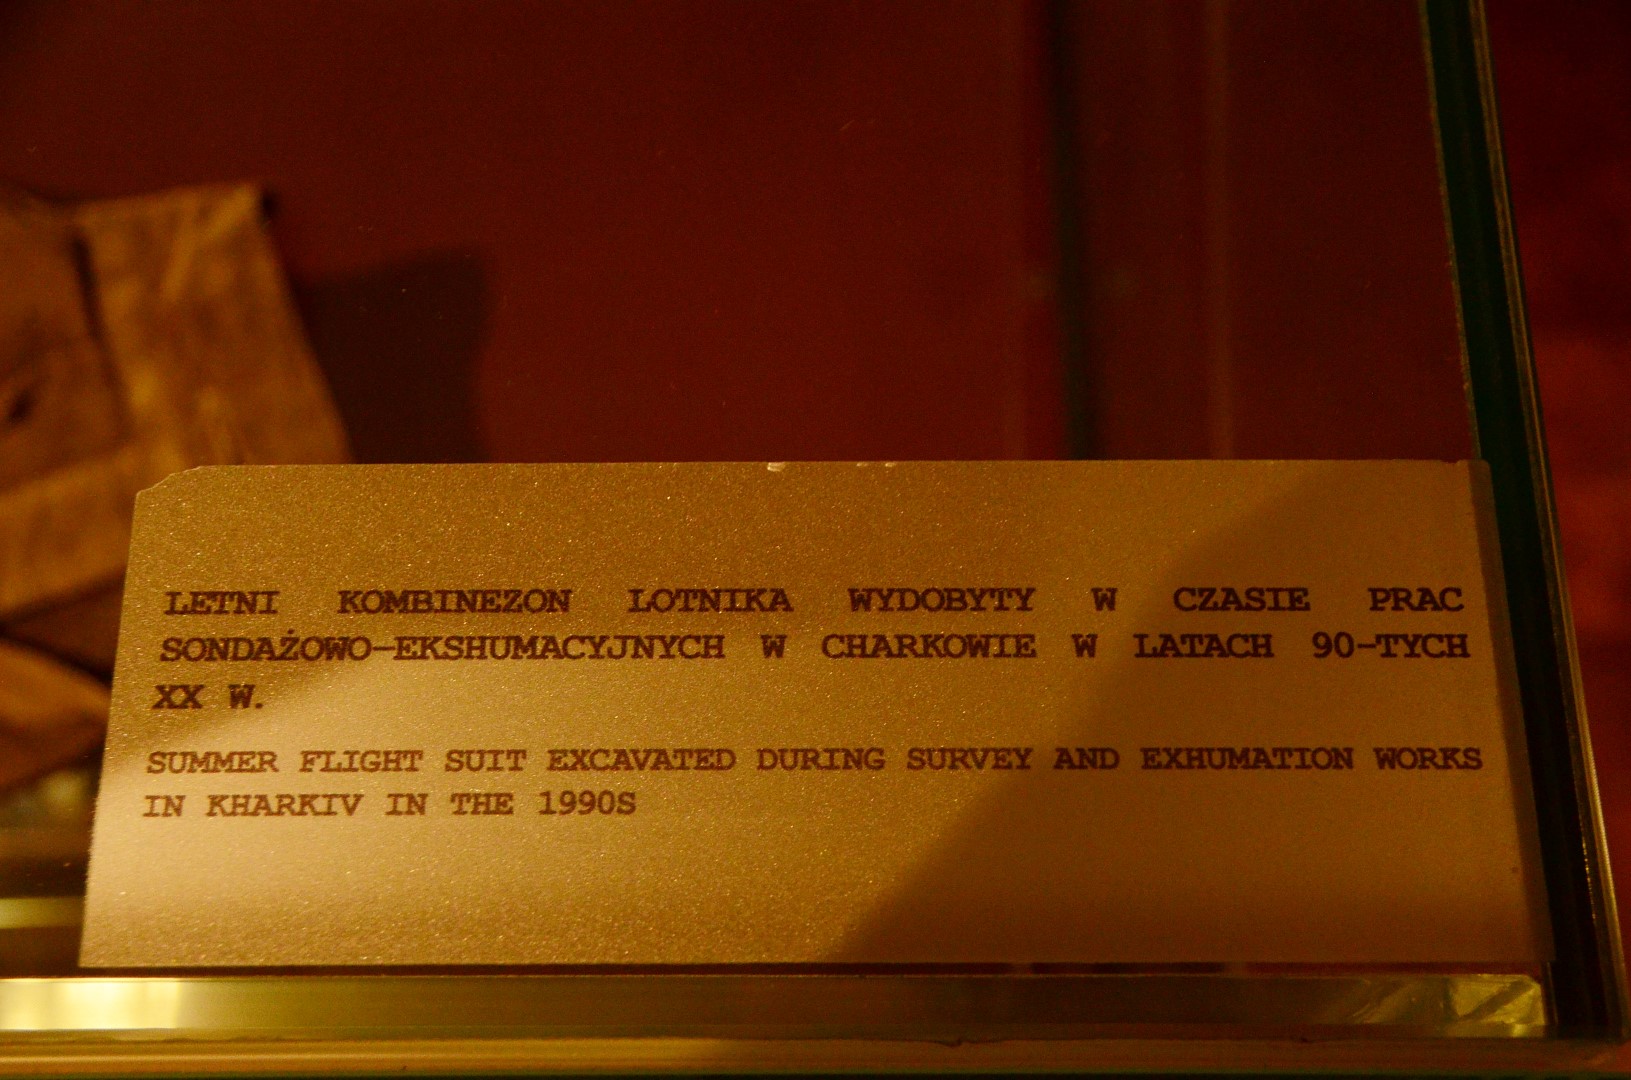 LETNI KOMBINEZON LOTNIKA WYDOBYTY W CZASIE PRAC
SONDAŻOWO-EKSHUMACYJNYCH W CHARKOWIE W LATACH 90-TYCH
XX W.
SUMMER FLIGHT SUIT EXCAVATED DURING SURVEY AND EXHUMATION WORKS
IN KHARKIV IN THE 1990S